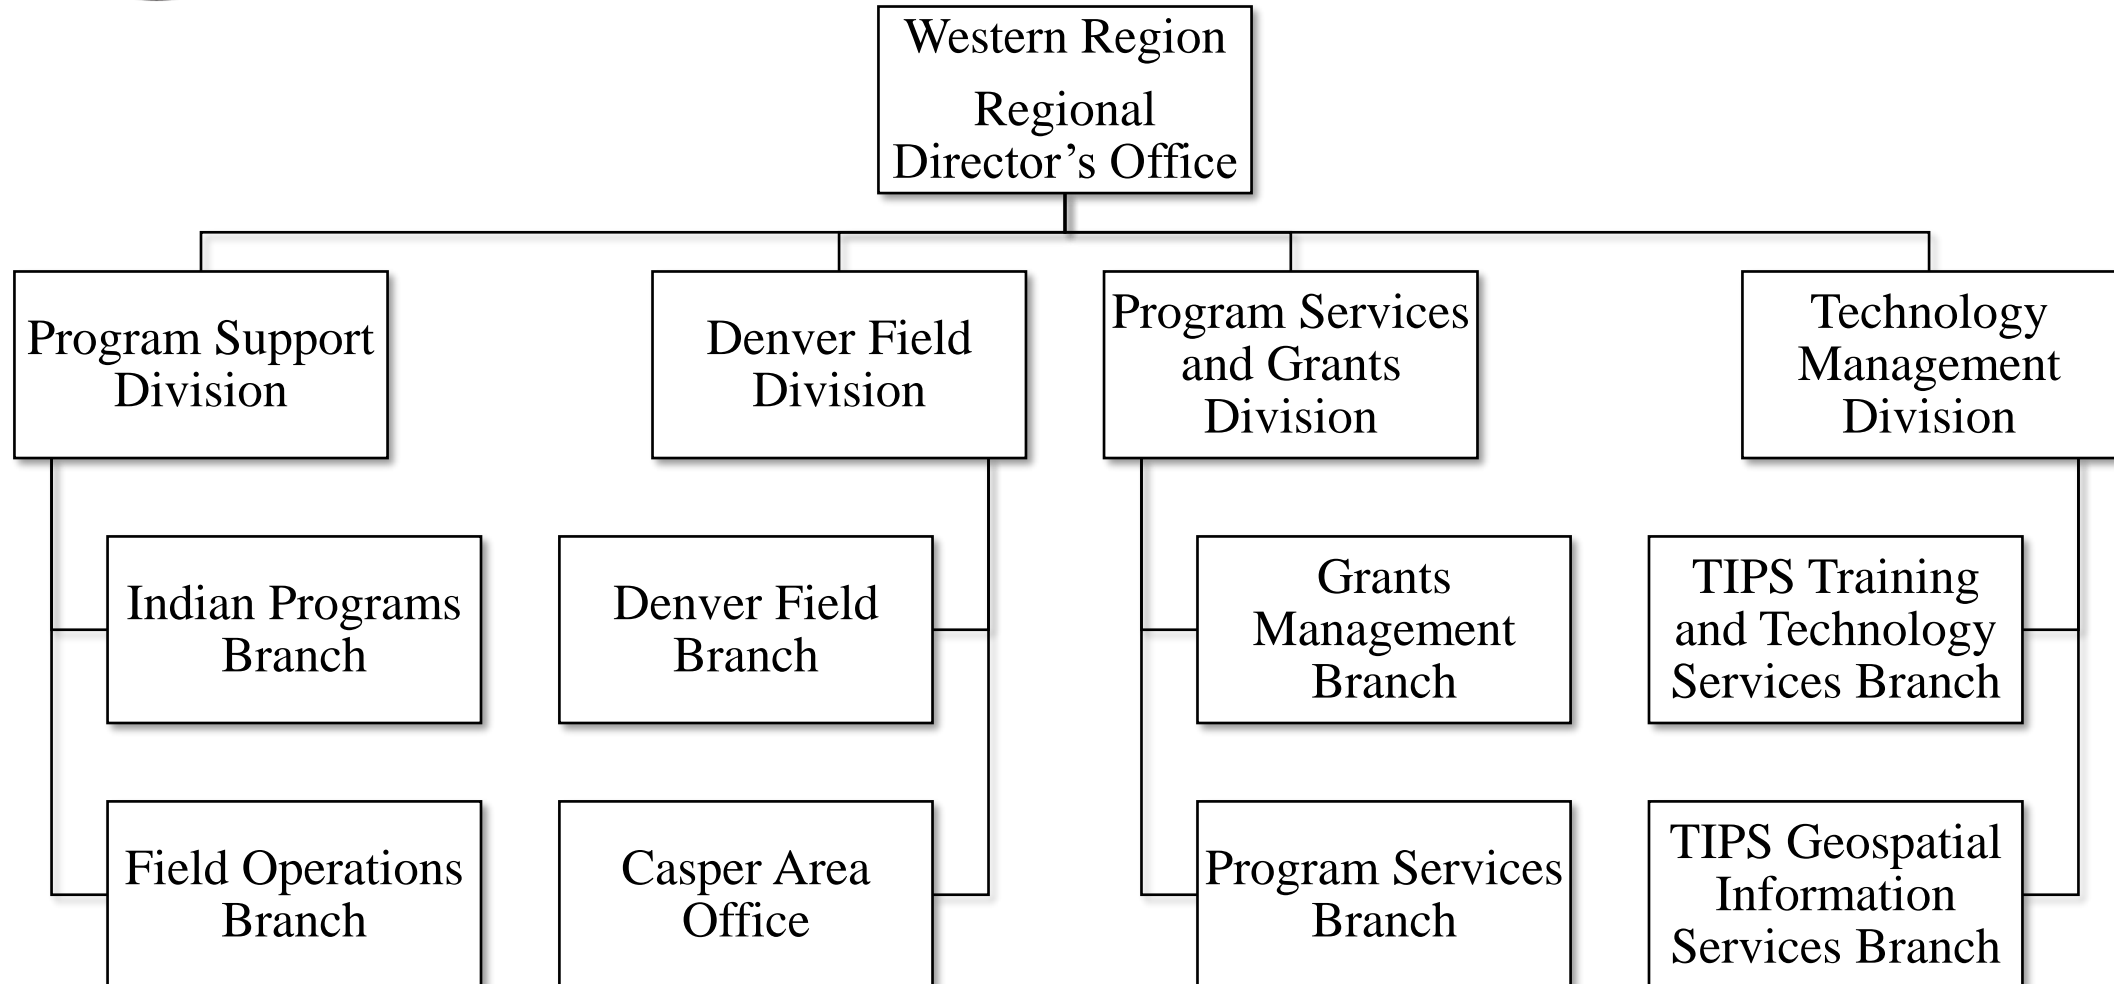 Western Region
Regional
Director’s Office
Program Support
Division
Denver Field
Division
Program Services
and Grants
Division
Technology
Management
Division
Indian Programs
Branch
Denver Field
Branch
Grants
Management
Branch
TIPS Training
and Technology
Services Branch
Field Operations
Branch
Casper Area
Office
Program Services
Branch
TIPS Geospatial
Information
Services Branch